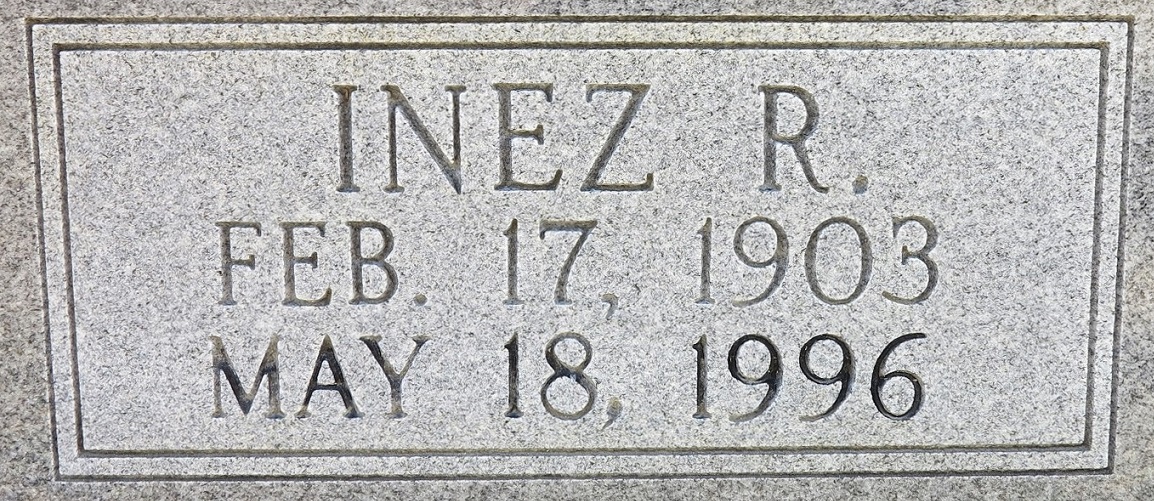 INEZ R.
FEB. 17, 1903
MAY 18, 1996